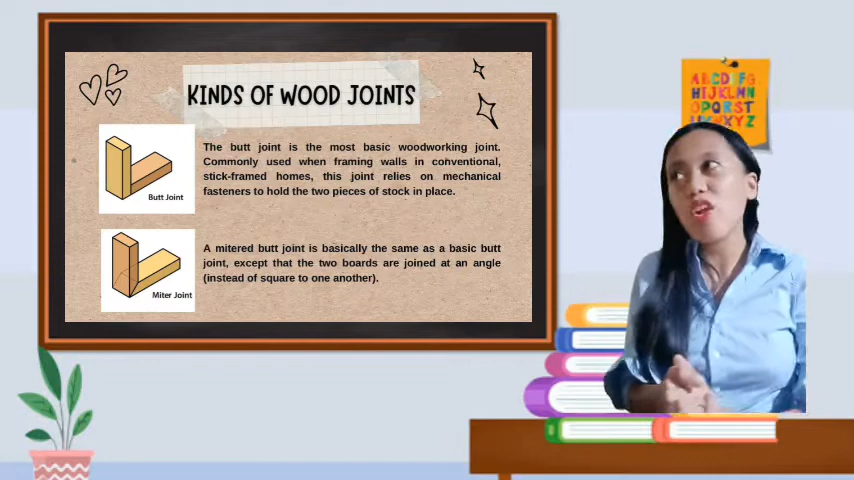 KINDS OF WOOD JOINTS
The butt joint is the most basic woodworking joint.
Commonly used when framing walls in conventional,
stick-framed homes, this joint relies on mechanical
fasteners to hold the two pieces of stock in place.
Butt Joint
A mitered butt joint is basically the same as a basic butt
joint, except that the two boards are joined at an angle
(instead of square to one another).
Miter Joint
ABCDEFG
HIJKLMN
OPQRST